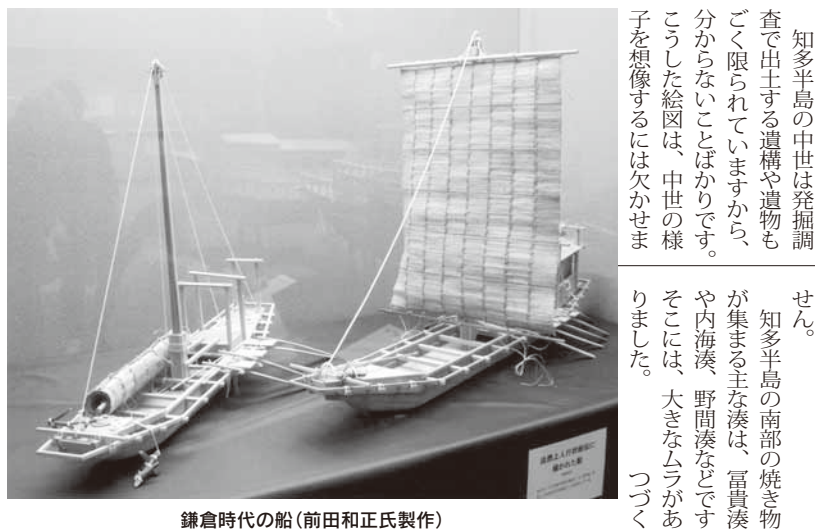 知多半島の中世は発掘調
査で出土する遺構や遺物も
ごく限られていますから、
分からないことばかりです。
こうした絵図は、中世の様
子を想像するには欠かせま
せん。
知多半島の南部の焼き物
が集まる主な湊は、冨貴湊
や内海湊、野間湊などです
そこには、大きなムラがあ
りました。
つづく
鎌倉時代の船(前田和正氏製作)